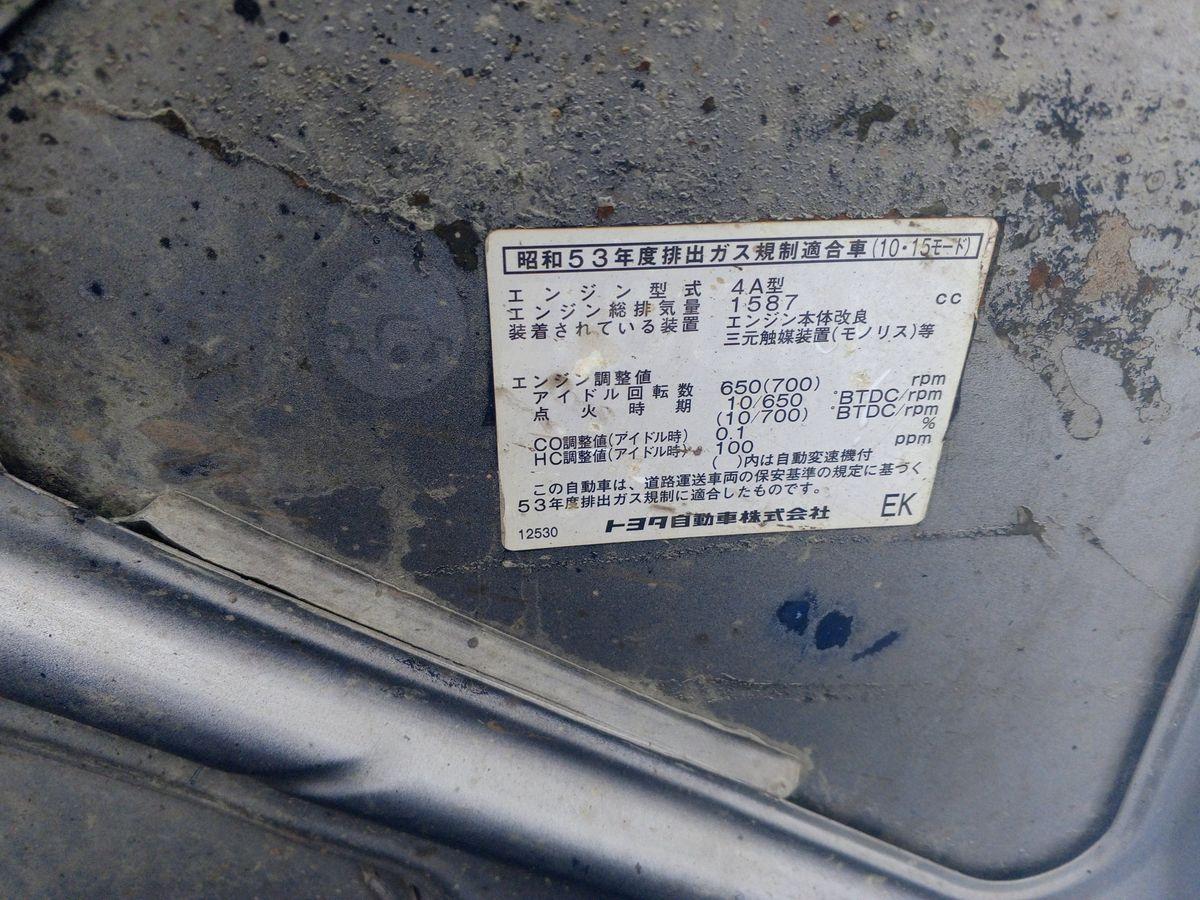 昭和53年度排出ガス規制適合車(10・15モード)
エンジン型式 4A型
エンジン総排気量 1587 cc
装着されている装置 エンジン本体改良
三元触媒装置(モノリス)等
エンジン調整値
アイドル回転数 650(700) rpm
点火時期 10/650 °BTDC/rpm
(10/700) °BTDC/rpm
CO調整値(アイドル時) 0.1 %
HC調整値(アイドル時) 100 ppm
( )内は自動変速機付
この自動車は、道路運送車両の保安基準の規定に基づく
53年度排出ガス規制に適合したものです。
12530 トヨタ自動車株式会社 EK